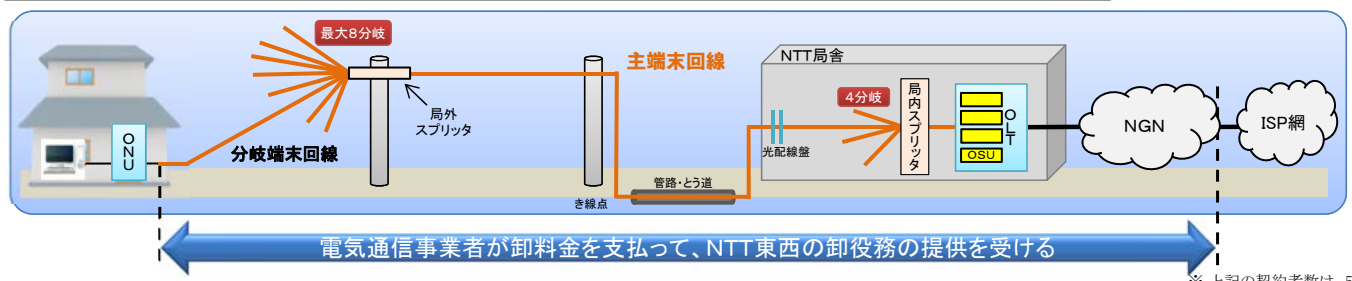 最大8分岐
主端末回線
NTT局舎
4分岐
局内スプリッタ
OLT
OSU
NGN
ISP網
局外
スプリッタ
ONU
分岐端末回線
光配線盤
管路・とう道
き線点
電気通信事業者が卸料金を支払って、NTT東西の卸役務の提供を受ける